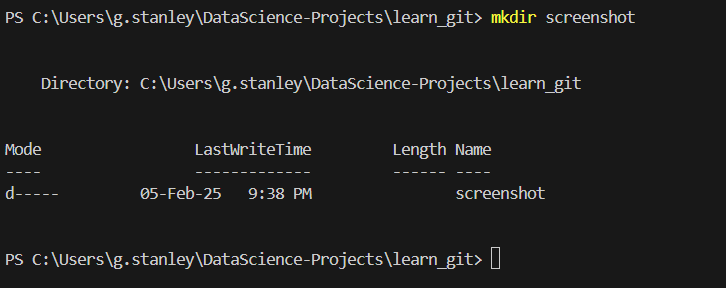 PS C:\Users\g.stanley\DataScience-Projects\learn_git> mkdir screenshot
Directory: C:\Users\g.stanley\DataScience-Projects\learn_git
Mode                 LastWriteTime         Length Name
----                 -------------         ------ ----
d-----         05-Feb-25   9:38 PM                screenshot
PS C:\Users\g.stanley\DataScience-Projects\learn_git>